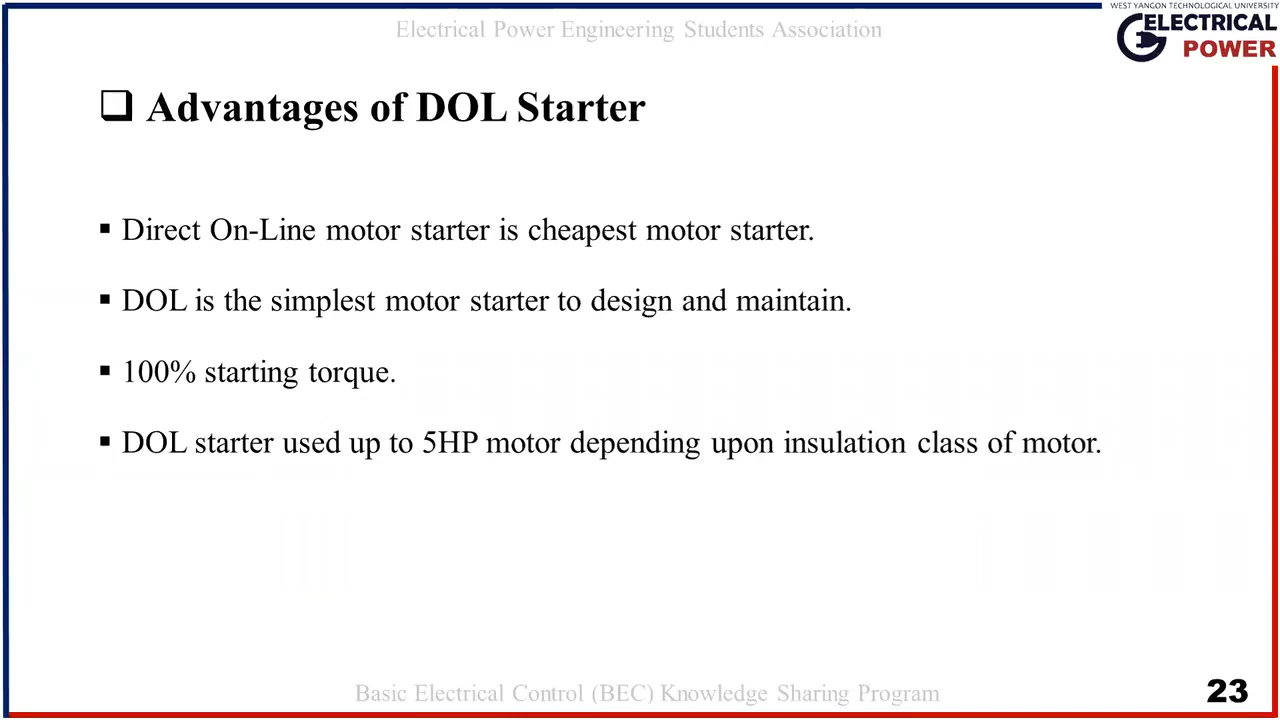 WEST YANGON TECHNOLOGICAL UNIVERSITY
Electrical Power Engineering Students Association
ELECTRICAL
POWER
Advantages of DOL Starter
Direct On-Line motor starter is cheapest motor starter.
DOL is the simplest motor starter to design and maintain.
100% starting torque.
DOL starter used up to 5HP motor depending upon insulation class of motor.
Basic Electrical Control (BEC) Knowledge Sharing Program
23